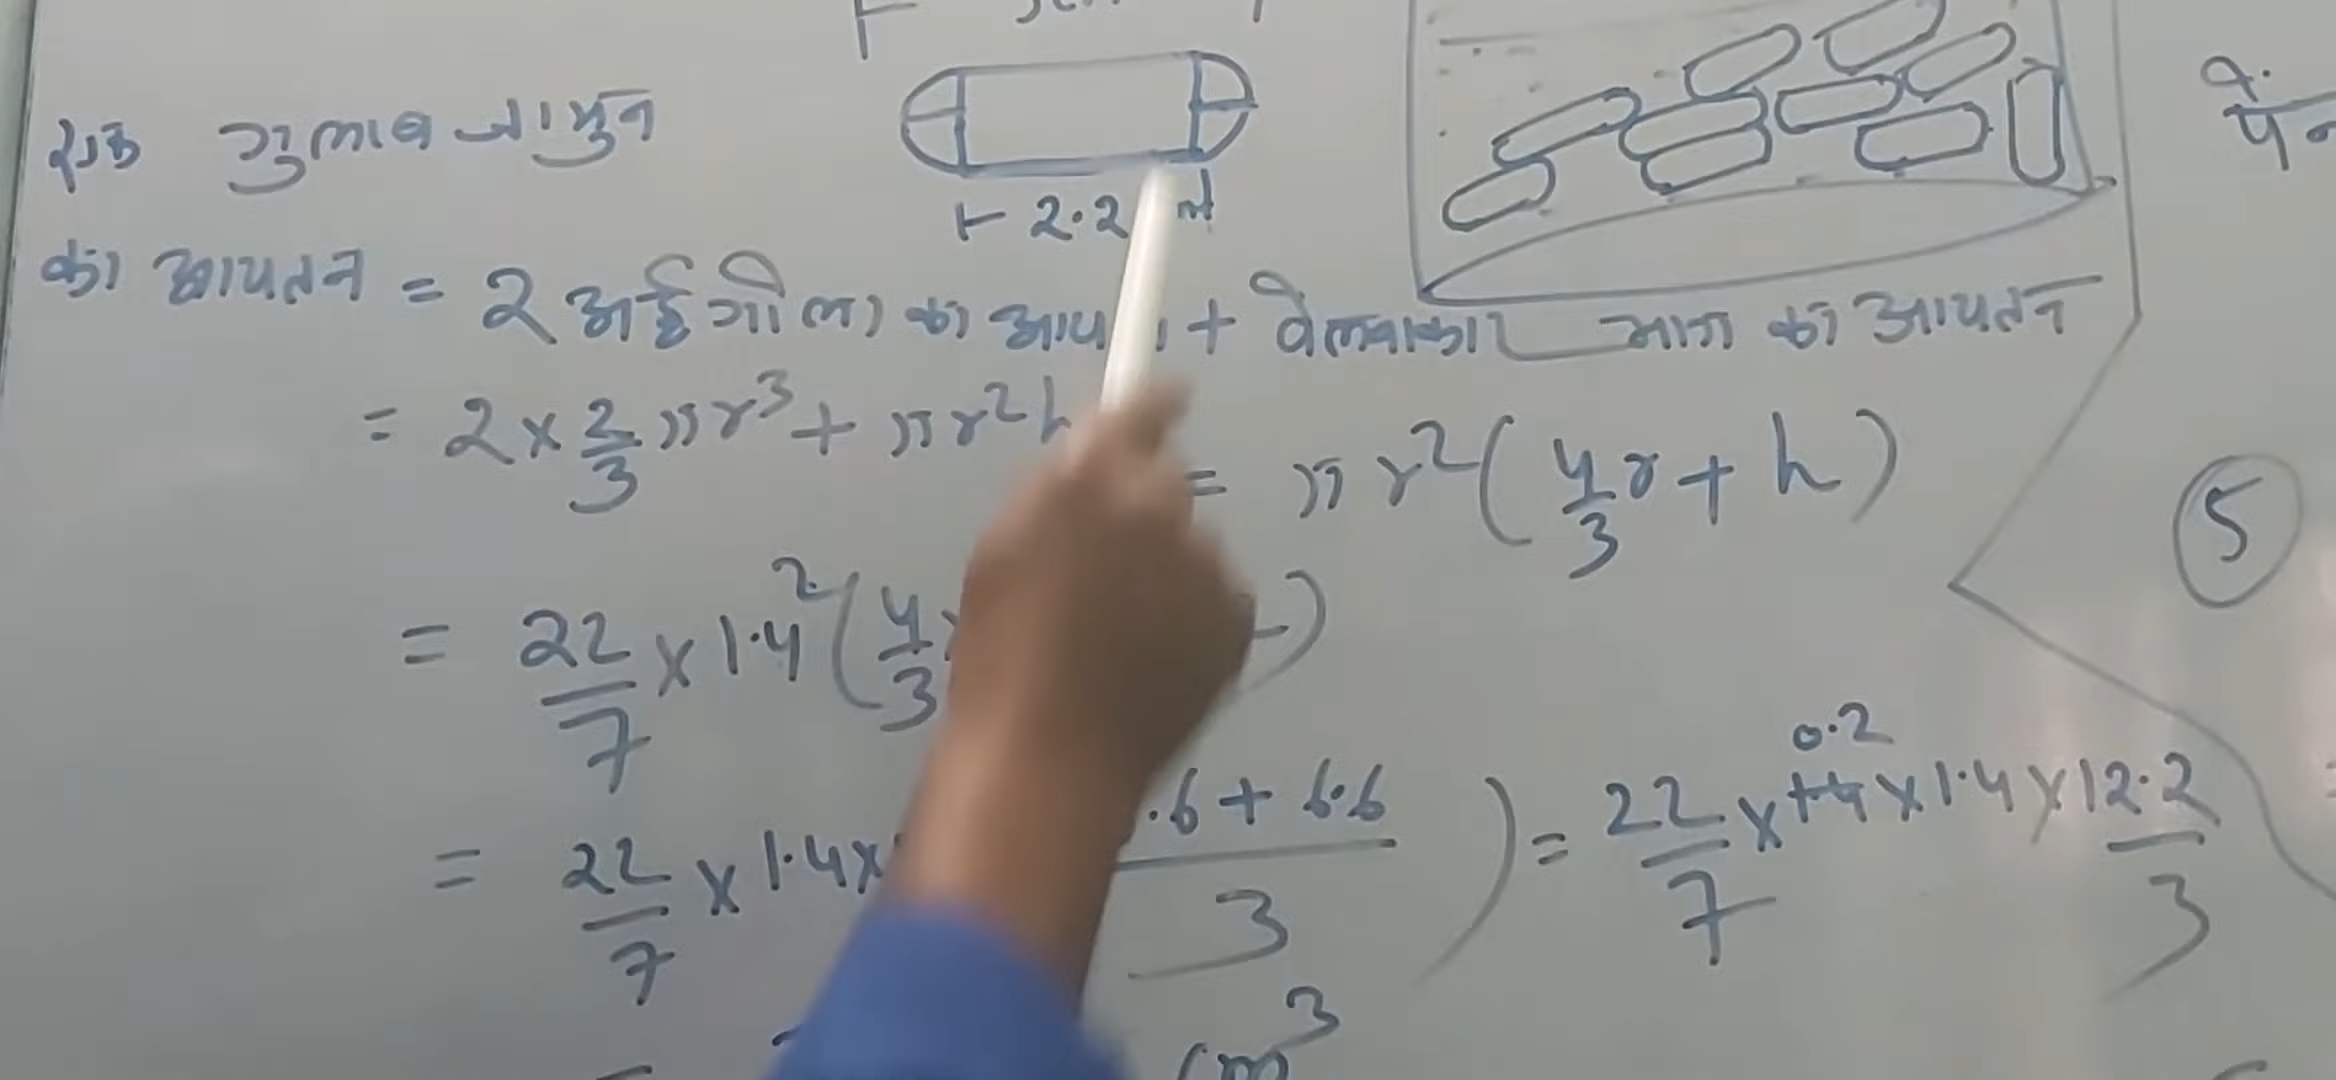 एक गुलाब जामुन
2.2
का आयतन = 2 अर्द्धगोला का आय + बेलनाकार भाग का आयतन
= 2 × 2/3 πr³ + πr²h = πr²(4/3 r + h)
5
= 22/7 × 1.4² (4/3 )
= 22/7 × 1.4 × .6 + 6.6 / 3 ) = 22/7 × 1.4 × 1.4 × 12.2/3
0.2
cm³